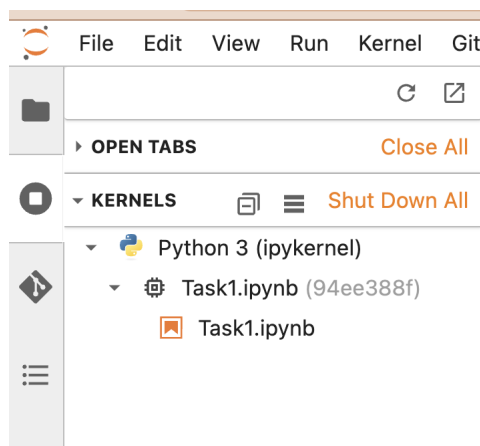 File Edit View Run Kernel Git
OPEN TABS Close All
KERNELS Shut Down All
Python 3 (ipykernel)
Task1.ipynb (94ee388f)
Task1.ipynb